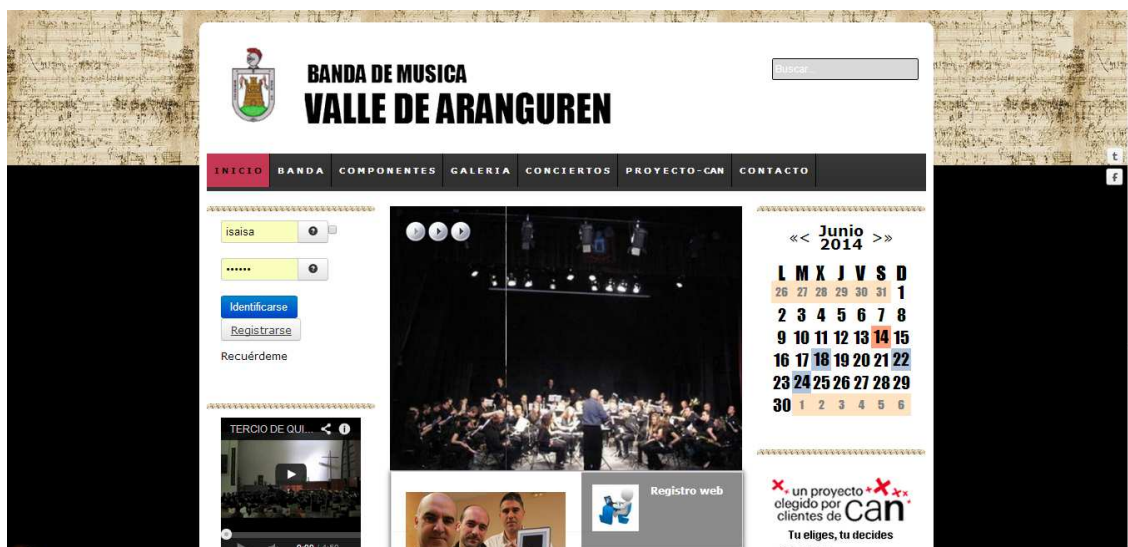 BANDA DE MUSICA
VALLE DE ARANGUREN
Buscar...
t
f
INICIO BANDA COMPONENTES GALERIA CONCIERTOS PROYECTO-CAN CONTACTO
isaisa
••••••
Identificarse
Registrarse
Recuérdeme
TERCIO DE QUI...
«< Junio 2014 >»
L M X J V S D
26 27 28 29 30 31 1
2 3 4 5 6 7 8
9 10 11 12 13 14 15
16 17 18 19 20 21 22
23 24 25 26 27 28 29
30 1 2 3 4 5 6
Registro web
un proyecto
elegido por can
clientes de
Tu eliges, tu decides